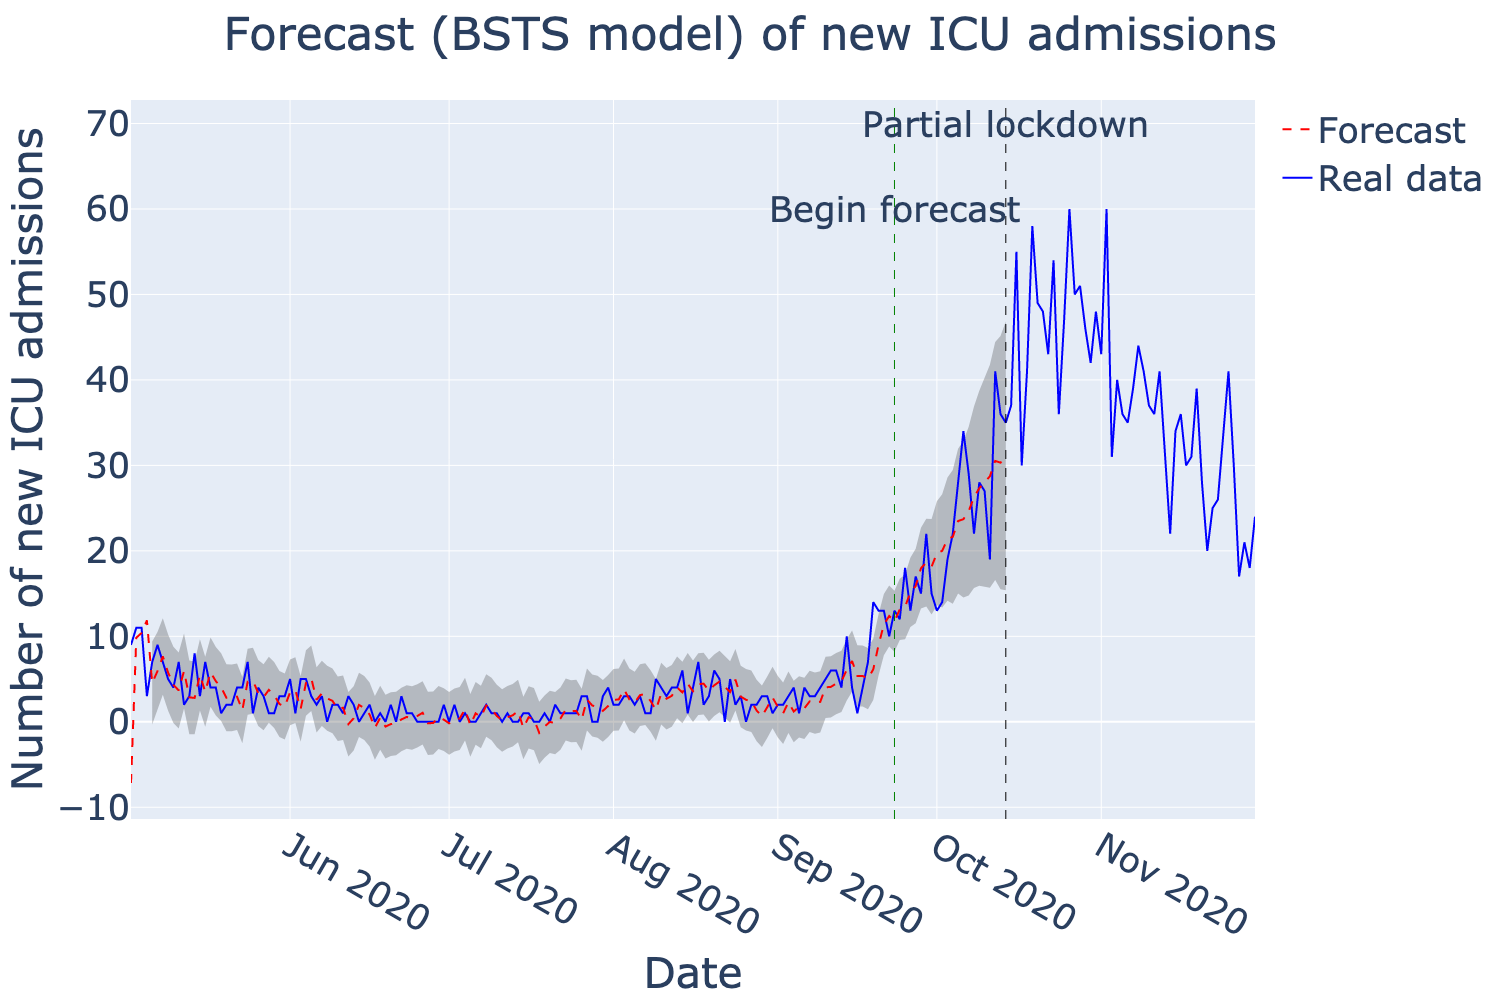 Forecast (BSTS model) of new ICU admissions
Number of new ICU admissions
70
60
50
40
30
20
10
0
−10
Partial lockdown
Begin forecast
Forecast
Real data
Jun 2020
Jul 2020
Aug 2020
Sep 2020
Oct 2020
Nov 2020
Date